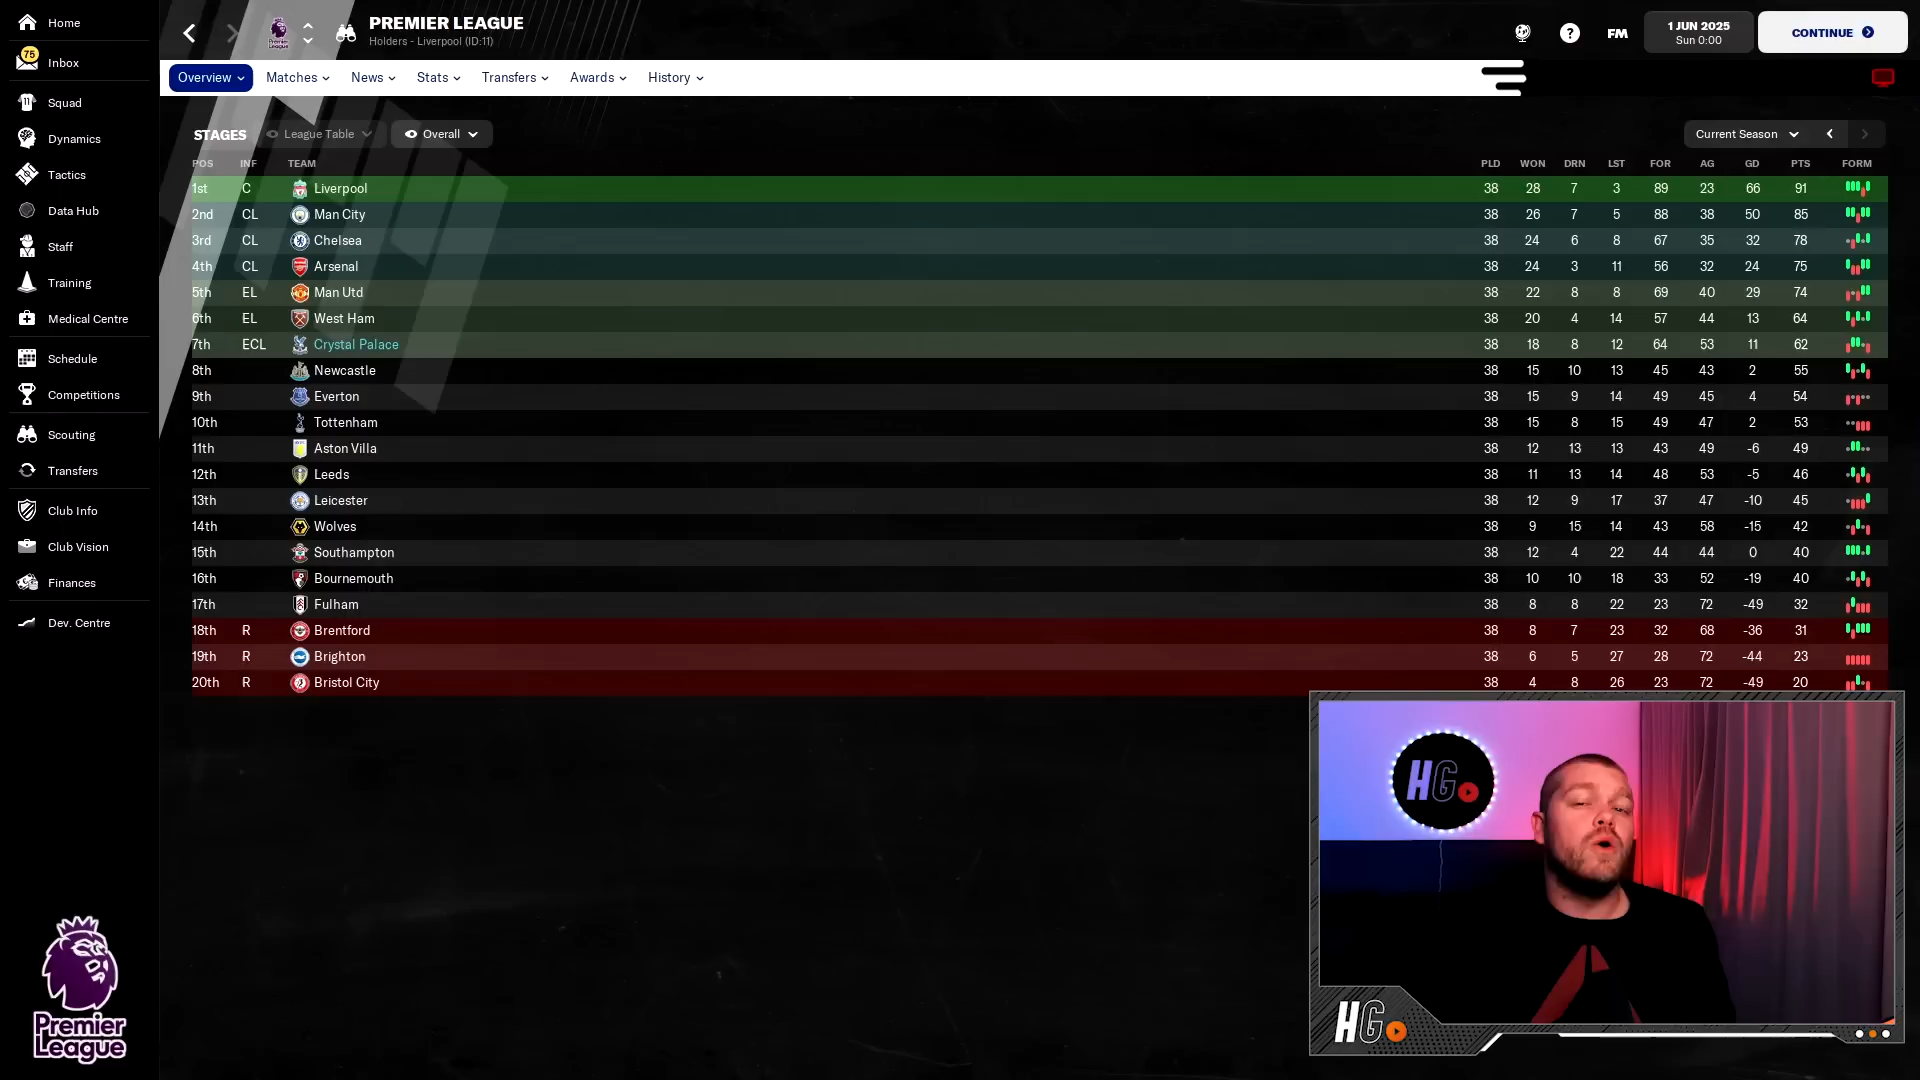 Home
75
Inbox
Squad
Dynamics
Tactics
Data Hub
Staff
Training
Medical Centre
Schedule
Competitions
Scouting
Transfers
Club Info
Club Vision
Finances
Dev. Centre
Premier
League
PREMIER LEAGUE
Holders - Liverpool (ID:11)
FM
1 JUN 2025
Sun 0:00
CONTINUE
Overview Matches News Stats Transfers Awards History
STAGES League Table Overall Current Season
POS INF TEAM PLD WON DRN LST FOR AG GD PTS FORM
1st C Liverpool 38 28 7 3 89 23 66 91
2nd CL Man City 38 26 7 5 88 38 50 85
3rd CL Chelsea 38 24 6 8 67 35 32 78
4th CL Arsenal 38 24 3 11 56 32 24 75
5th EL Man Utd 38 22 8 8 69 40 29 74
6th EL West Ham 38 20 4 14 57 44 13 64
7th ECL Crystal Palace 38 18 8 12 64 53 11 62
8th Newcastle 38 15 10 13 45 43 2 55
9th Everton 38 15 9 14 49 45 4 54
10th Tottenham 38 15 8 15 49 47 2 53
11th Aston Villa 38 12 13 13 43 49 -6 49
12th Leeds 38 11 13 14 48 53 -5 46
13th Leicester 38 12 9 17 37 47 -10 45
14th Wolves 38 9 15 14 43 58 -15 42
15th Southampton 38 12 4 22 44 44 0 40
16th Bournemouth 38 10 10 18 33 52 -19 40
17th Fulham 38 8 8 22 23 72 -49 32
18th R Brentford 38 8 7 23 32 68 -36 31
19th R Brighton 38 6 5 27 28 72 -44 23
20th R Bristol City 38 4 8 26 23 72 -49 20
HG
HG